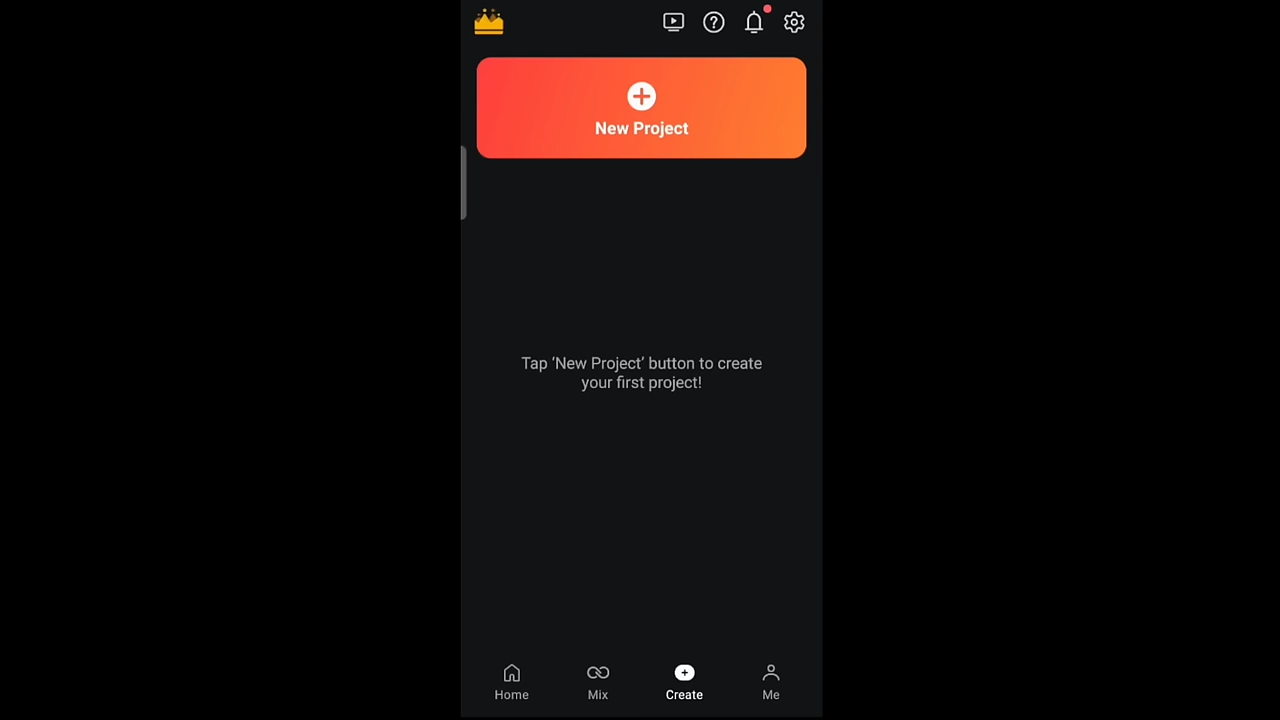 New Project
Tap ‘New Project’ button to create
your first project!
Home
Mix
Create
Me